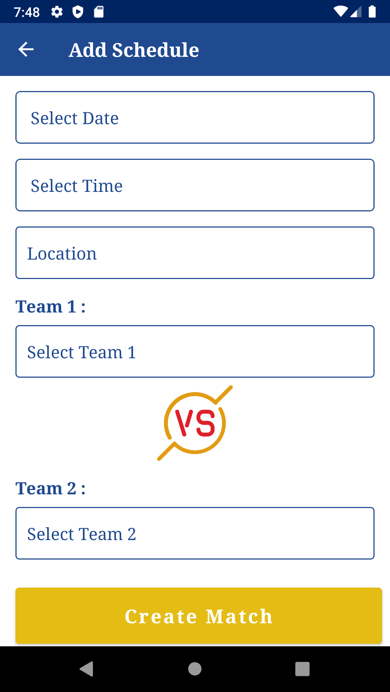 7:48
Add Schedule
Select Date
Select Time
Location
Team 1 :
Select Team 1
VS
Team 2 :
Select Team 2
Create Match